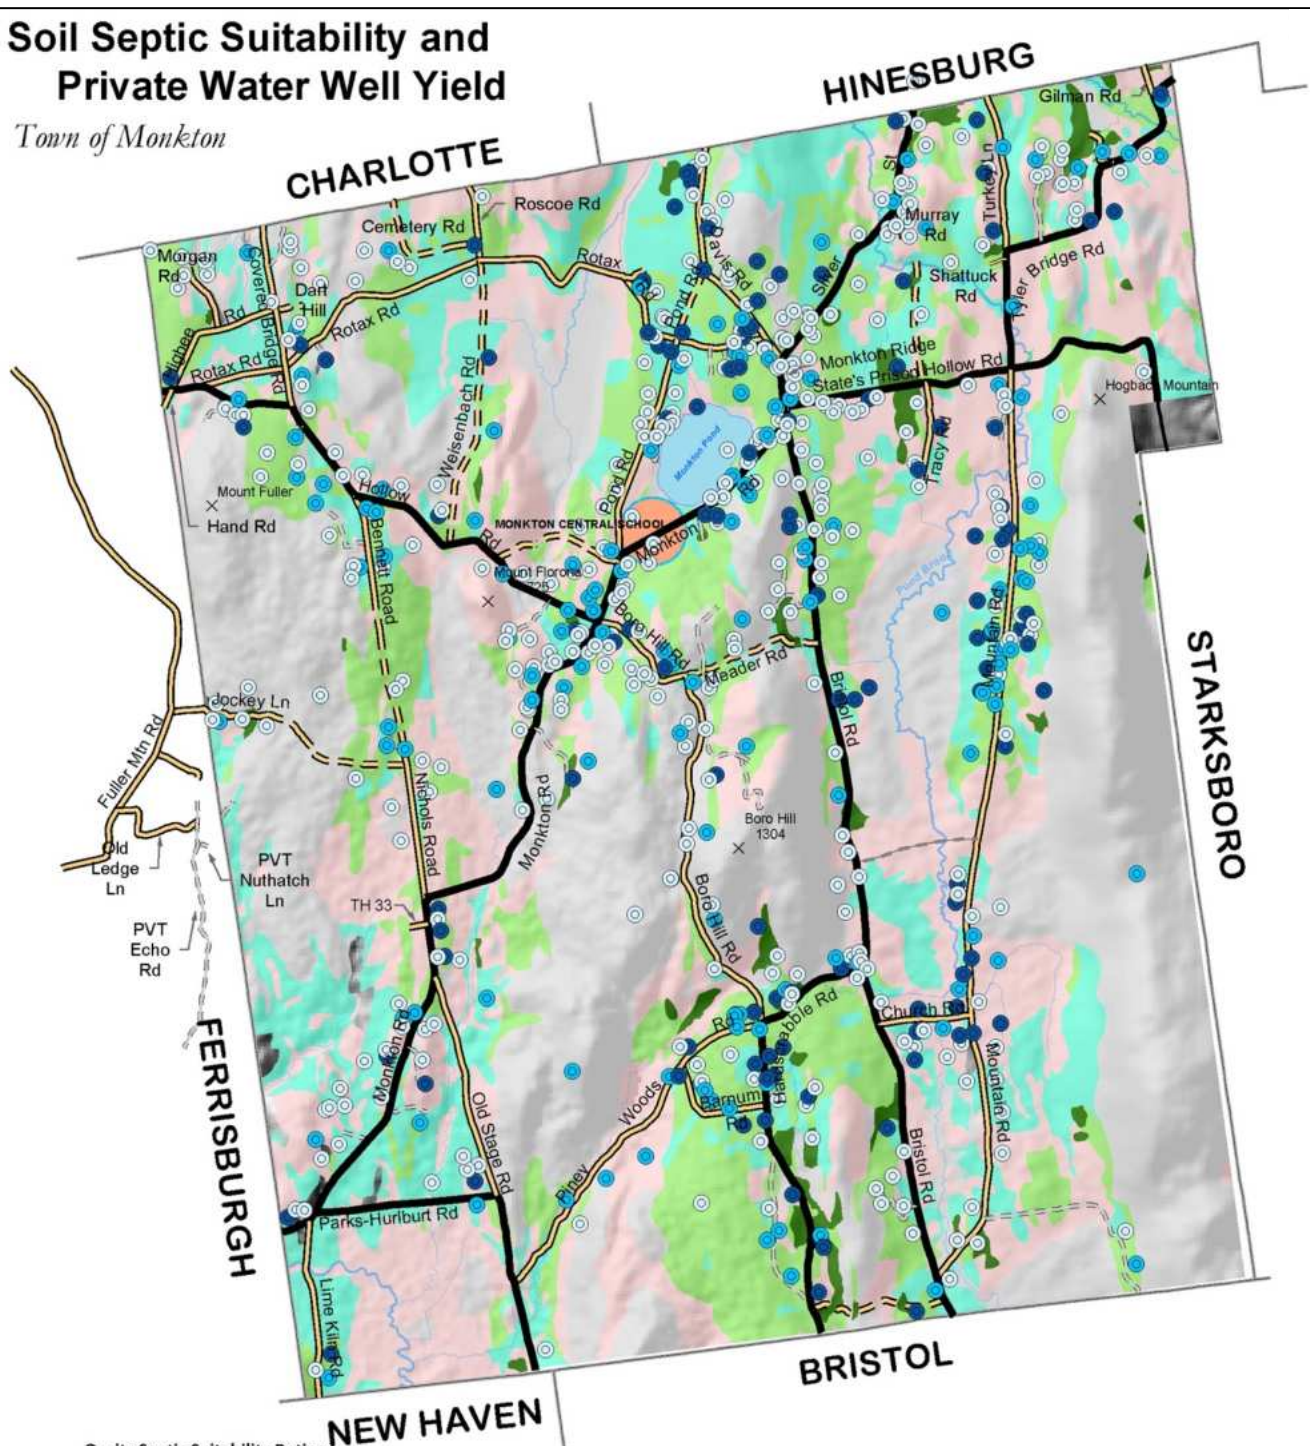 Soil Septic Suitability and
Private Water Well Yield
Town of Monkton
HINESBURG
CHARLOTTE
Gilman Rd
Roscoe Rd
Cemetery Rd
St
Turkey Ln
Murray
Rd
Morgan
Rd
Covered
Bridge
Rd
Dart
Hill
Rd
Rotax
Rd
Davis Rd
Silver
Shattuck
Rd
Bridge Rd
Tyler
Pond Rd
Rotax Rd
Rotax Rd
Monkton Ridge
State's Prison Hollow Rd
Hogback Mountain
Weisenbach Rd
Monkton Pond
Tracy Rd
Mount Fuller
Hand Rd
Hollow
Rd
Pond Rd
Rd
MONKTON CENTRAL SCHOOL
Monkton
Bennett Road
Mount Florona
Pond Brook
Boro Hill Rd
Mountain Rd
Meader Rd
STARKSBORO
Jockey Ln
Bristol Rd
Fuller Mtn Rd
Nichols Road
Monkton Rd
Boro Hill
1304
Old
Ledge
Ln
PVT
Nuthatch
Ln
TH 33
Boro Hill Rd
PVT
Echo
Rd
Church Rd
Rd
FERRISBURGH
Monkton Rd
Mountain Rd
Woods
Barnum
Rd
Old Stage Rd
Bristol Rd
Piney
Parks-Hurlburt Rd
Lime Kiln Rd
BRISTOL
NEW HAVEN